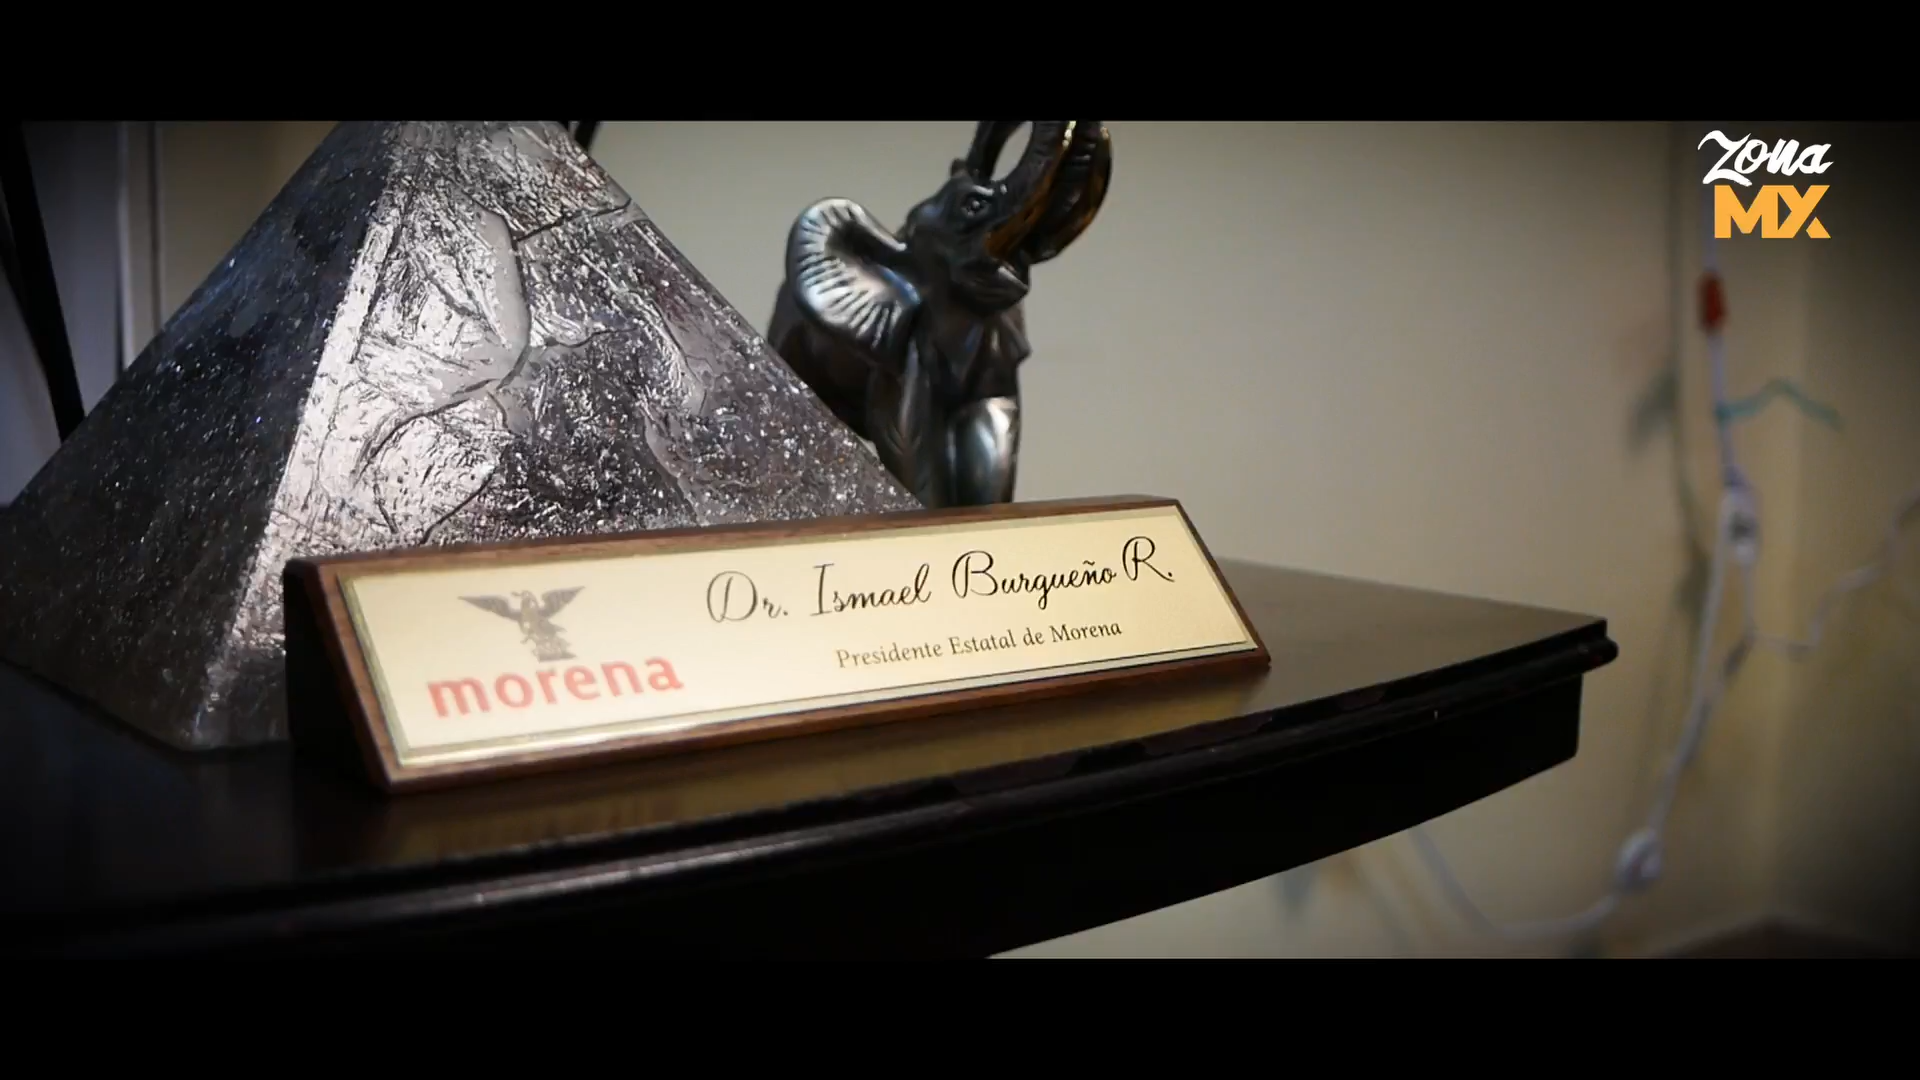 Zona
MX
Dr. Ismael Burgueño R.
Presidente Estatal de Morena
morena